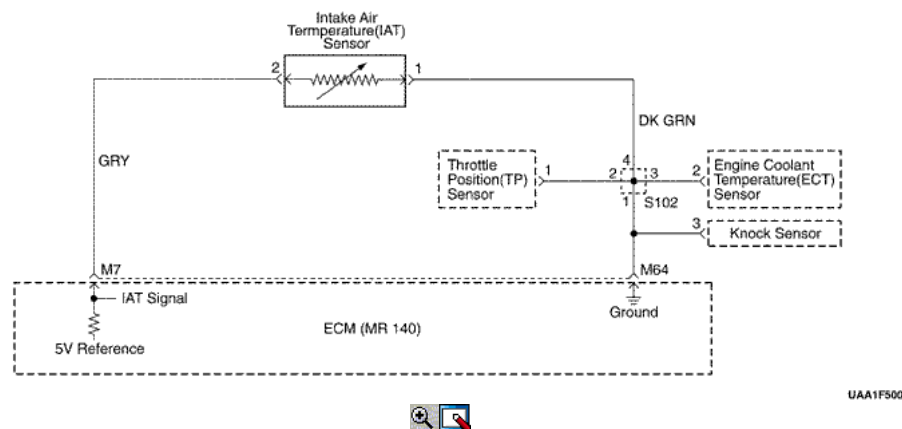 Intake Air
Termperature(IAT)
Sensor
2
1
DK GRN
GRY
Throttle
Position(TP)
Sensor
1
4
2
3
1
S102
2
Engine Coolant
Temperature(ECT)
Sensor
3
Knock Sensor
M7
M64
IAT Signal
Ground
ECM (MR 140)
5V Reference
UAA1F500